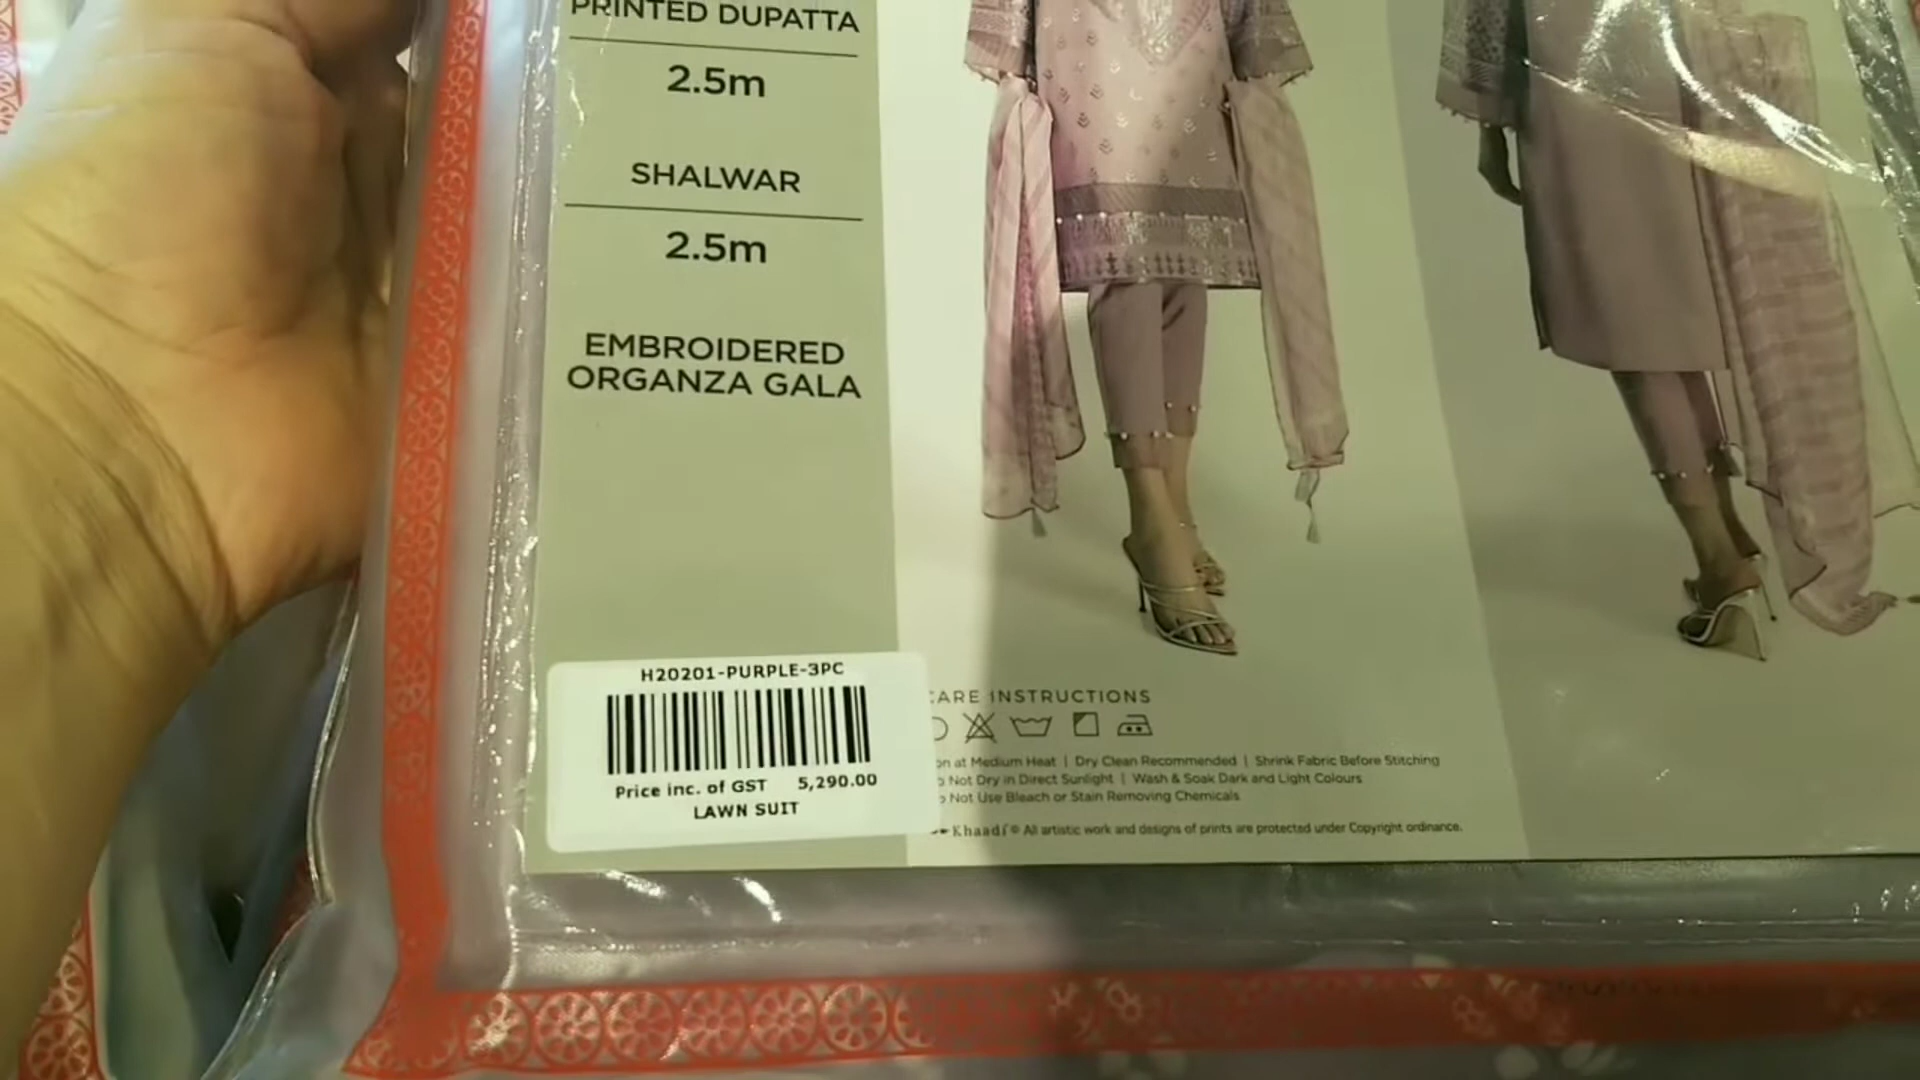 PRINTED DUPATTA
2.5m
SHALWAR
2.5m
EMBROIDERED
ORGANZA GALA
H20201-PURPLE-3PC
Price inc. of GST 5,290.00
LAWN SUIT
CARE INSTRUCTIONS
on at Medium Heat | Dry Clean Recommended | Shrink Fabric Before Stitching
o Not Dry in Direct Sunlight | Wash & Soak Dark and Light Colours
o Not Use Bleach or Stain Removing Chemicals
Khaadi® All artistic work and designs of prints are protected under Copyright ordinance.